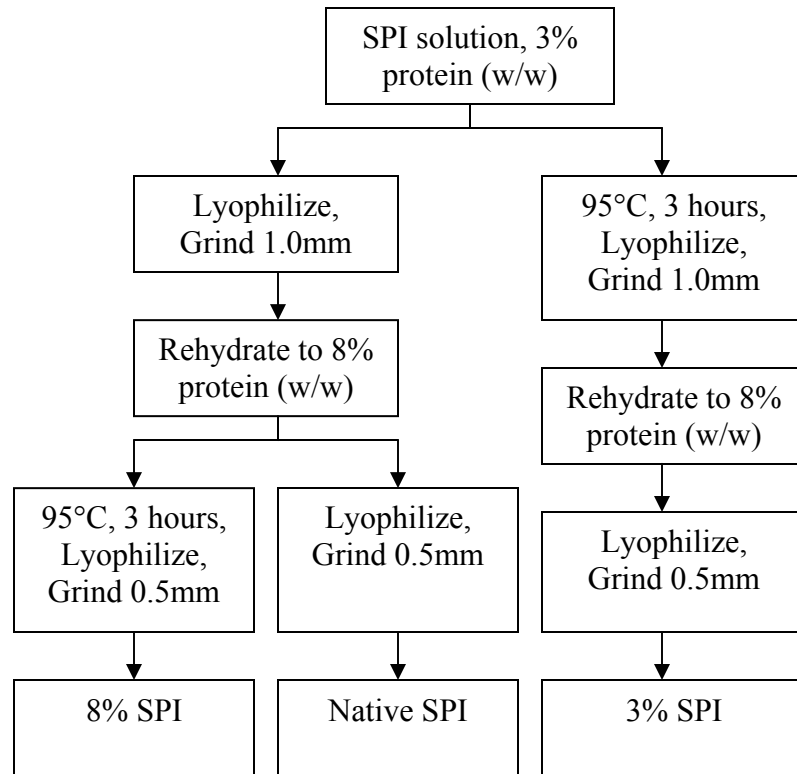 SPI solution, 3%
protein (w/w)
Lyophilize,
Grind 1.0mm
95°C, 3 hours,
Lyophilize,
Grind 1.0mm
Rehydrate to 8%
protein (w/w)
Rehydrate to 8%
protein (w/w)
95°C, 3 hours,
Lyophilize,
Grind 0.5mm
Lyophilize,
Grind 0.5mm
Lyophilize,
Grind 0.5mm
8% SPI
Native SPI
3% SPI